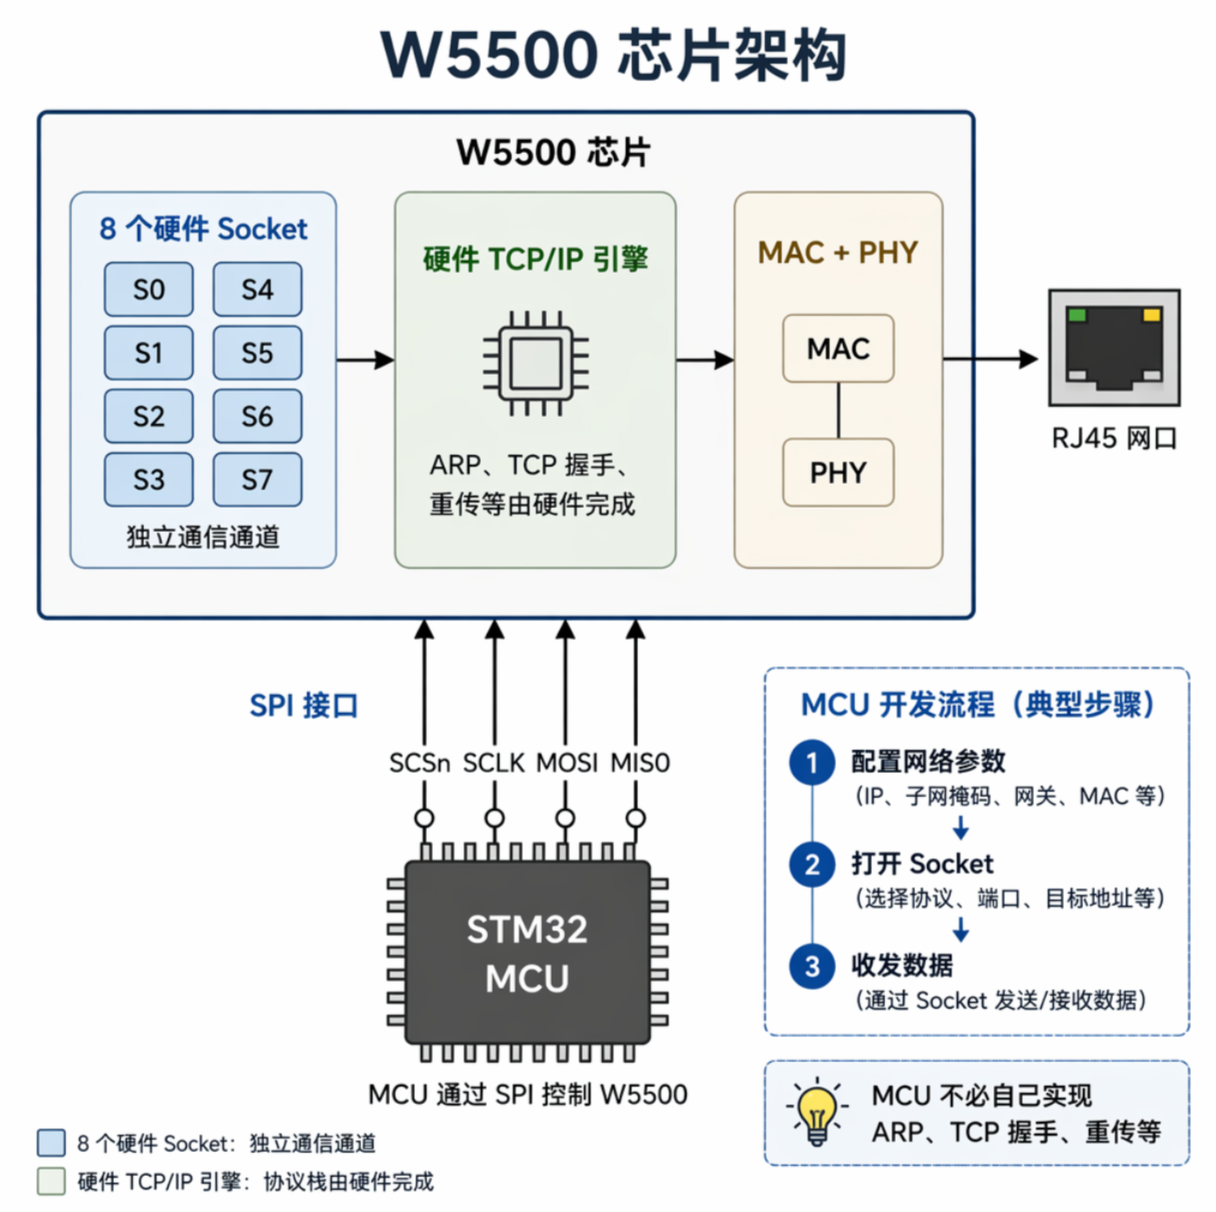 W5500 芯片架构
W5500 芯片
8 个硬件 Socket
S0 S4
S1 S5
S2 S6
S3 S7
独立通信通道
硬件 TCP/IP 引擎
ARP、TCP 握手、
重传等由硬件完成
MAC + PHY
MAC
PHY
RJ45 网口
SPI 接口
SCSn SCLK MOSI MIS0
STM32
MCU
MCU 通过 SPI 控制 W5500
MCU 开发流程（典型步骤）
1 配置网络参数
（IP、子网掩码、网关、MAC 等）
2 打开 Socket
（选择协议、端口、目标地址等）
3 收发数据
（通过 Socket 发送/接收数据）
MCU 不必自己实现
ARP、TCP 握手、重传等
8 个硬件 Socket：独立通信通道
硬件 TCP/IP 引擎：协议栈由硬件完成